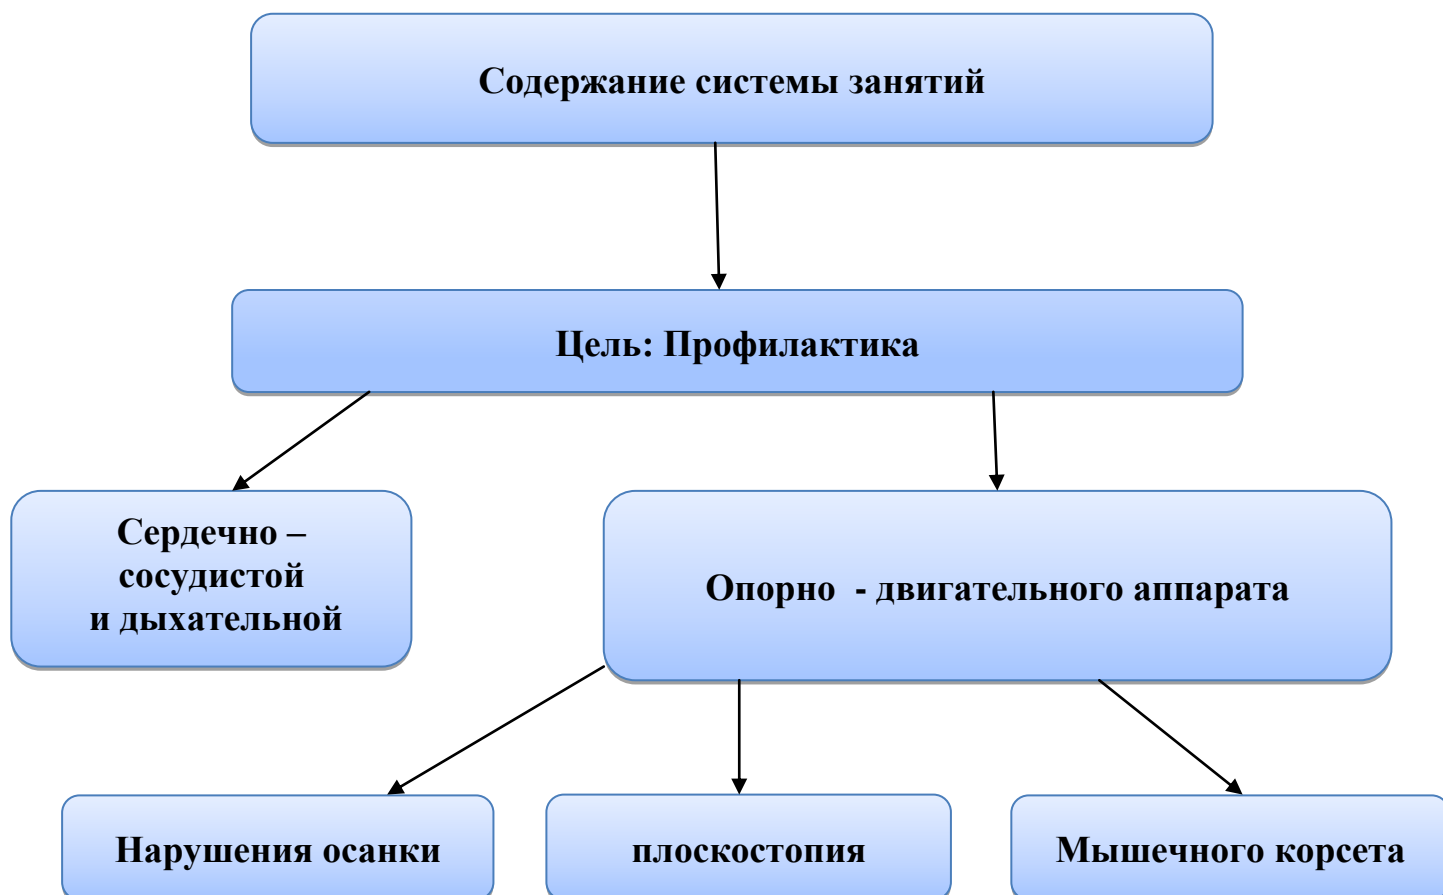 Содержание системы занятий
Цель: Профилактика
Сердечно –
сосудистой
и дыхательной
Опорно  - двигательного аппарата
Нарушения осанки
плоскостопия
Мышечного корсета